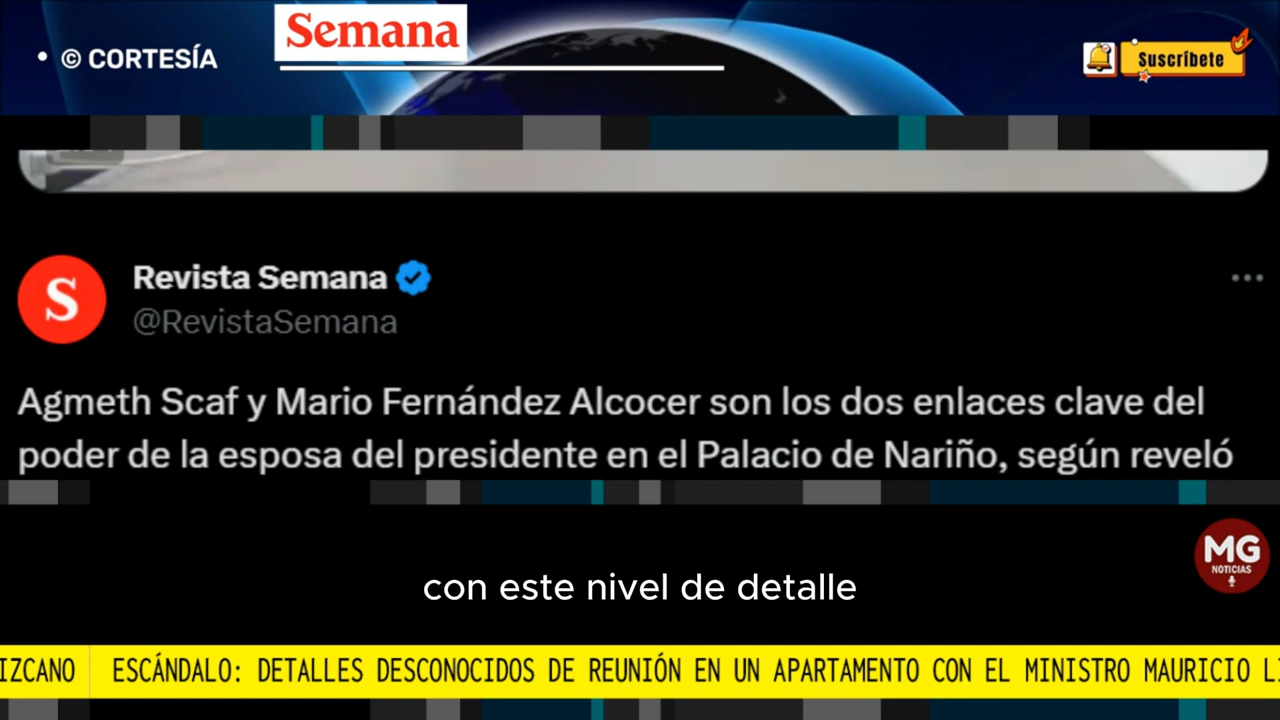 © CORTESÍA
Semana
Suscríbete
Revista Semana
@RevistaSemana
Agmeth Scaf y Mario Fernández Alcocer son los dos enlaces clave del
poder de la esposa del presidente en el Palacio de Nariño, según reveló
MG
NOTICIAS
con este nivel de detalle
IZCANO ESCÁNDALO: DETALLES DESCONOCIDOS DE REUNIÓN EN UN APARTAMENTO CON EL MINISTRO MAURICIO LI